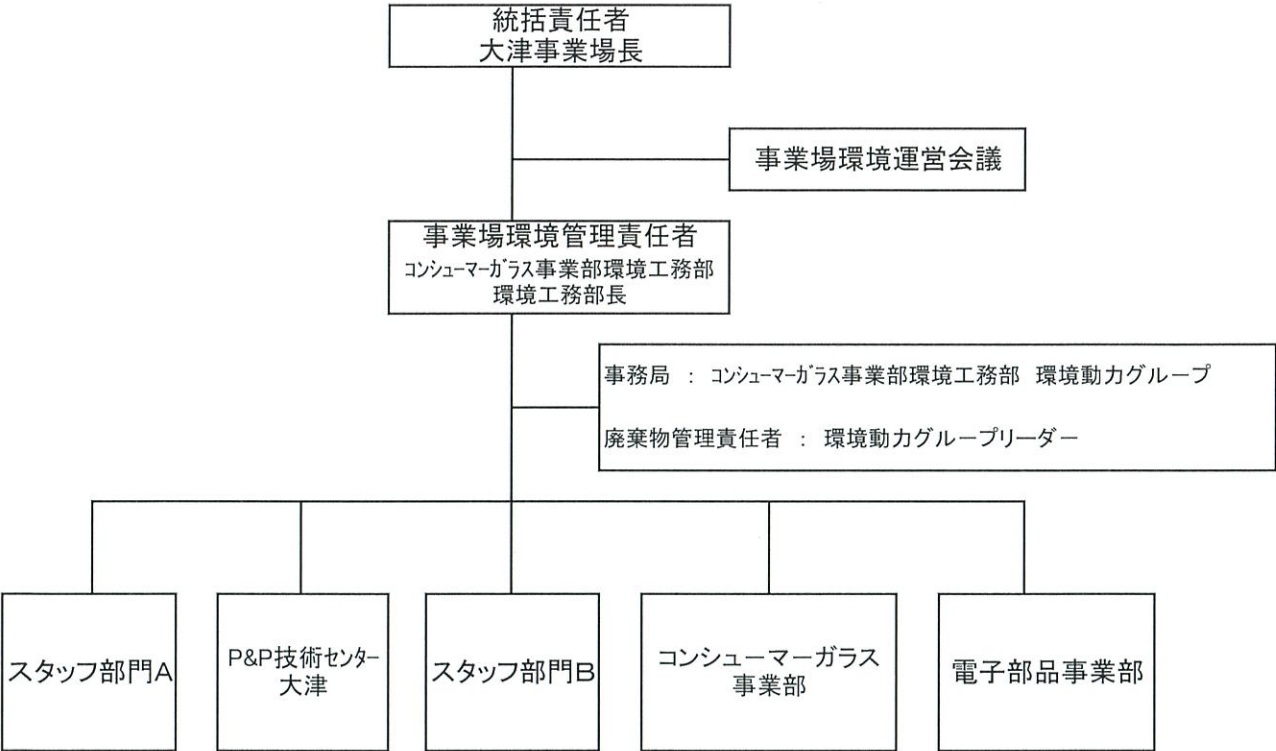 統括責任者
大津事業場長
事業場環境運営会議
事業場環境管理責任者
ｺﾝｼｭｰﾏｰｶﾞﾗｽ事業部環境工務部
環境工務部長
事務局 ： ｺﾝｼｭｰﾏｰｶﾞﾗｽ事業部環境工務部 環境動力グループ
廃棄物管理責任者 ： 環境動力グループリーダー
スタッフ部門A
P&P技術ｾﾝﾀｰ
大津
スタッフ部門B
コンシューマーガラス
事業部
電子部品事業部